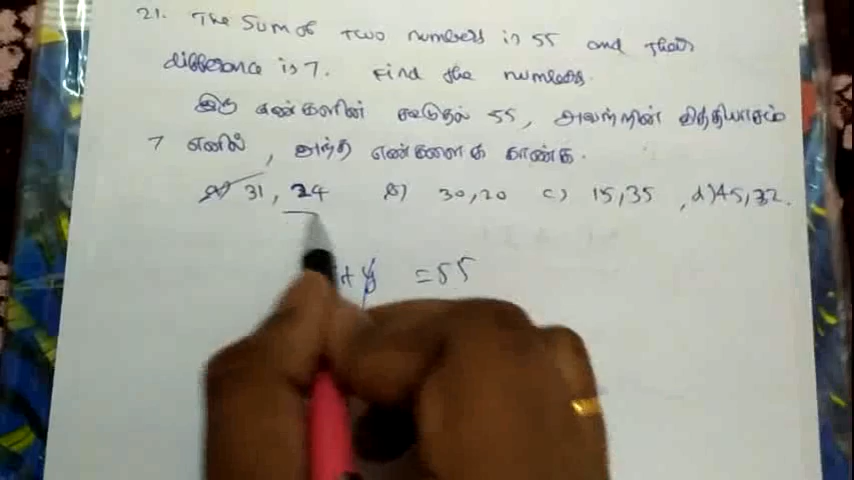 21. The Sum of two numbers is 55 and their
difference is 7. Find the numbers.
இரு எண்களின் கூடுதல் 55, அவற்றின் வித்தியாசம்
7 எனில், அந்த எண்களைக் காண்க.
a) 31, 24 b) 30,20 c) 15,35, d) 45,32.
+ y = 55